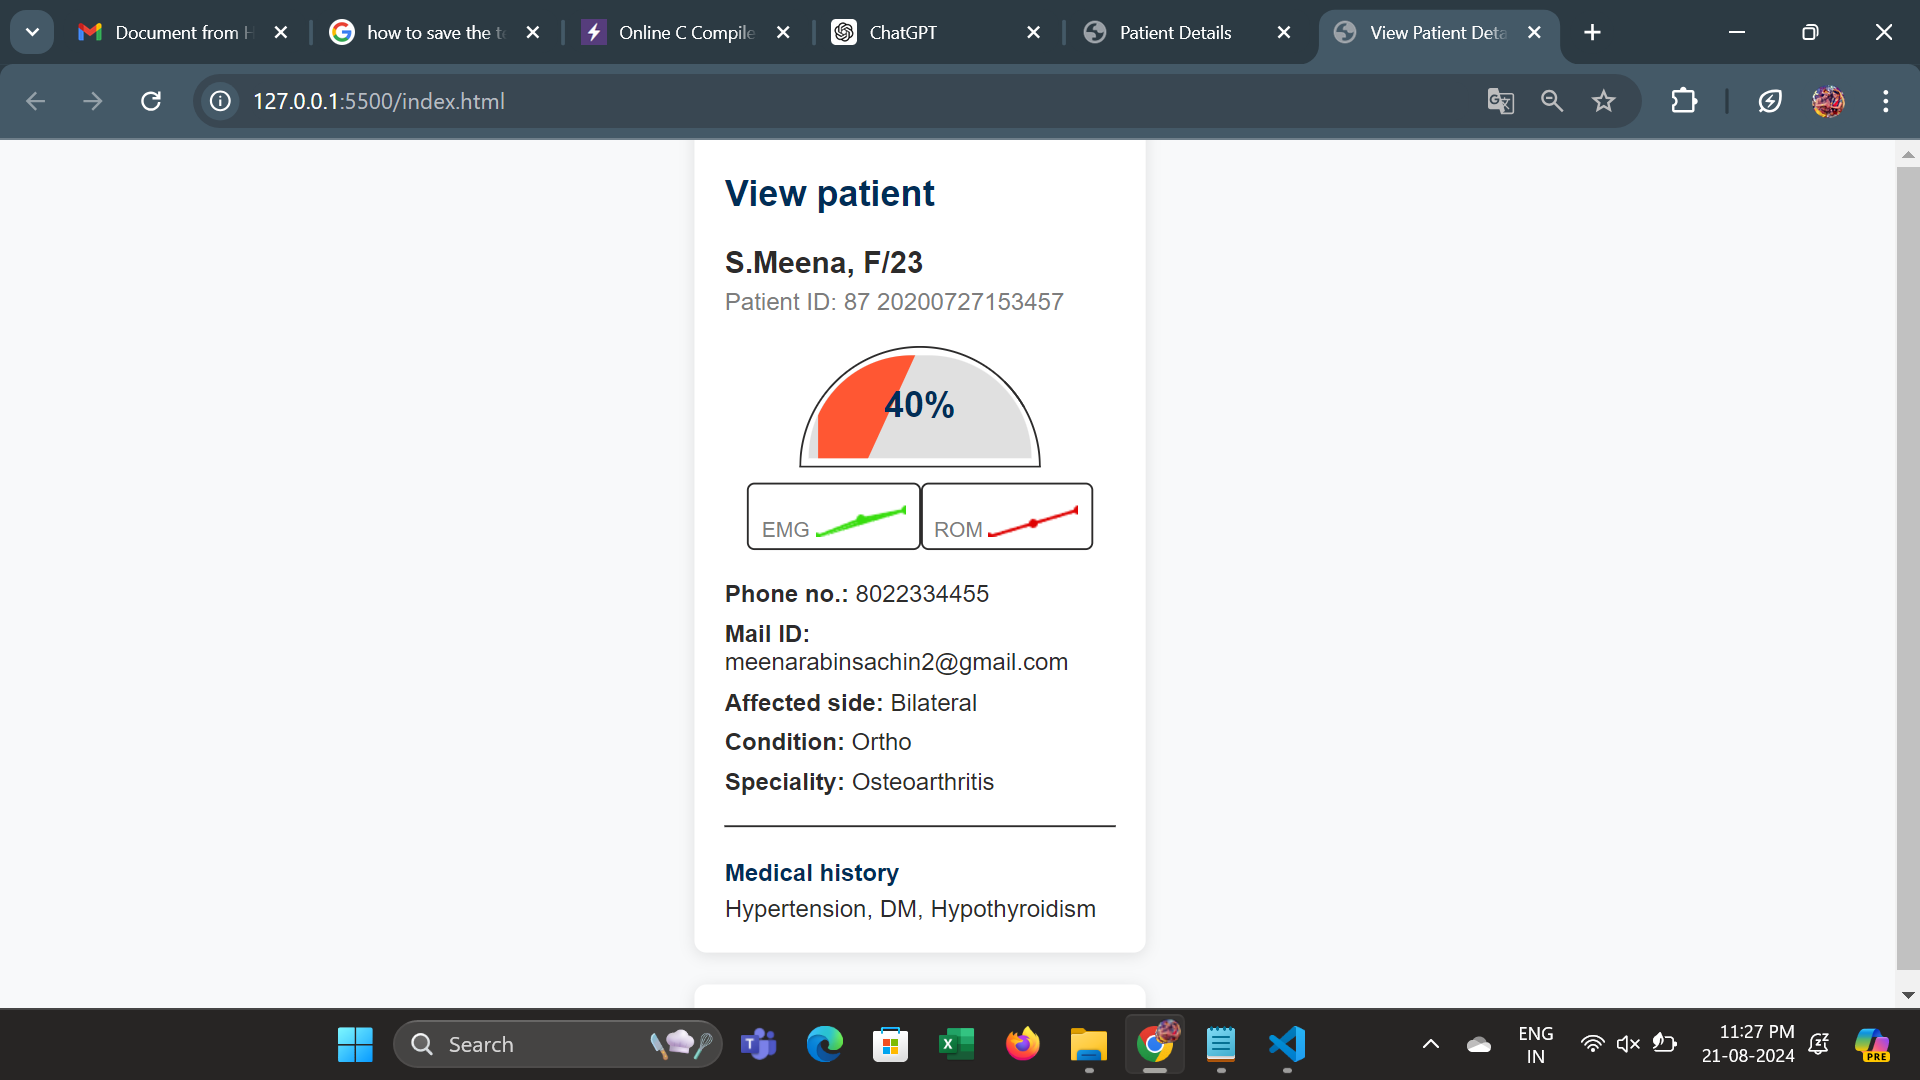 Document from H
how to save the te
Online C Compile
ChatGPT
Patient Details
View Patient Deta
127.0.0.1:5500/index.html
View patient
S.Meena, F/23
Patient ID: 87 20200727153457
40%
EMG
ROM
Phone no.: 8022334455
Mail ID:
meenarabinsachin2@gmail.com
Affected side: Bilateral
Condition: Ortho
Speciality: Osteoarthritis
Medical history
Hypertension, DM, Hypothyroidism
Search
ENG
IN
11:27 PM
21-08-2024
PRE